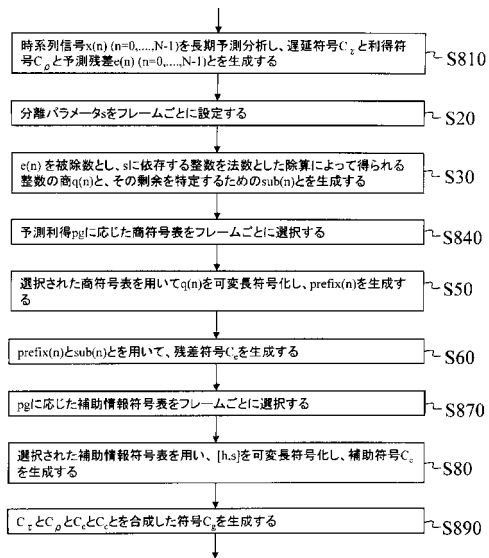 時系列信号x(n) (n=0,....,N-1)を長期予測分析し、遅延符号Cτと利得符
号Cρと予測残差e(n) (n=0,....,N-1)とを生成する
S810
分離パラメータsをフレームごとに設定する
S20
e(n) を被除数とし、sに依存する整数を法数とした除算によって得られる
整数の商q(n)と、その剰余を特定するためのsub(n)とを生成する
S30
予測利得pgに応じた商符号表をフレームごとに選択する
S840
選択された商符号表を用いてq(n)を可変長符号化し、prefix(n)を生成す
る
S50
prefix(n)とsub(n)とを用いて、残差符号Ceを生成する
S60
pgに応じた補助情報符号表をフレームごとに選択する
S870
選択された補助情報符号表を用い、[h,s]を可変長符号化し、補助符号Cc
を生成する
S80
CτとCρとCeとCcとを合成した符号Cgを生成する
S890